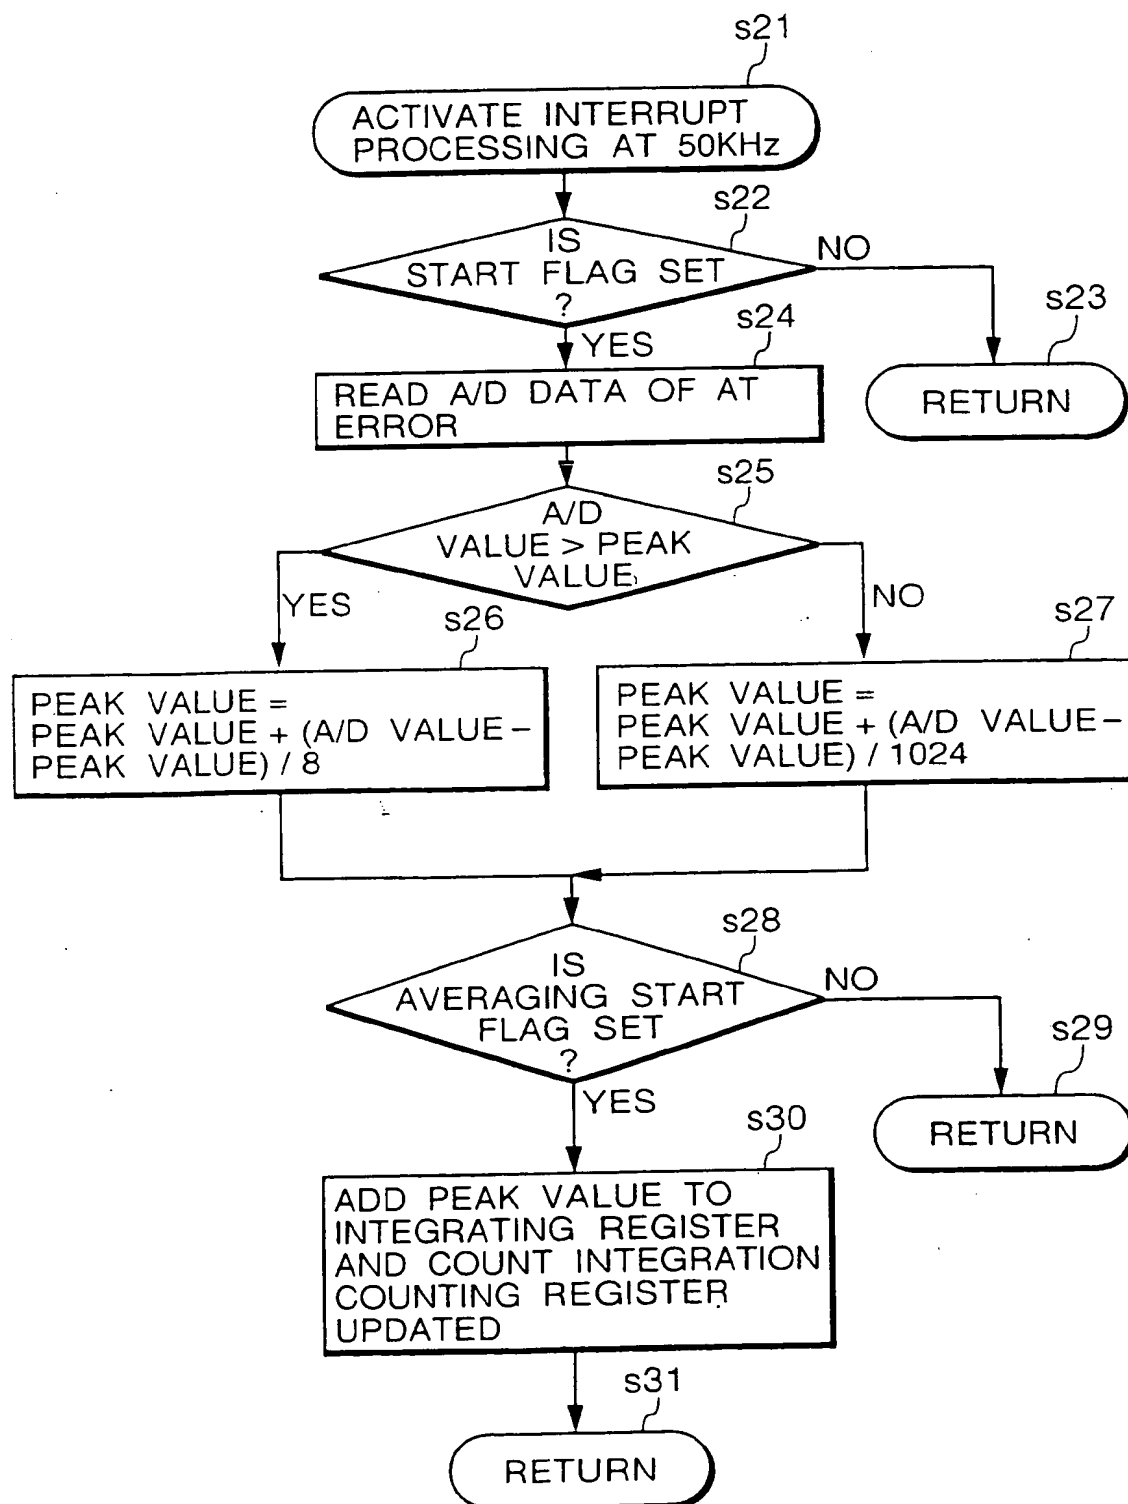 s21
ACTIVATE INTERRUPT
PROCESSING AT 50KHz
s22
IS
START FLAG SET
?
NO
YES
s24
s23
READ A/D DATA OF AT
ERROR
RETURN
s25
A/D
VALUE > PEAK
VALUE
YES
NO
s26
s27
PEAK VALUE =
PEAK VALUE + (A/D VALUE –
PEAK VALUE) / 8
PEAK VALUE =
PEAK VALUE + (A/D VALUE –
PEAK VALUE) / 1024
s28
IS
AVERAGING START
FLAG SET
?
NO
YES
s29
RETURN
s30
ADD PEAK VALUE TO
INTEGRATING REGISTER
AND COUNT INTEGRATION
COUNTING REGISTER
UPDATED
s31
RETURN